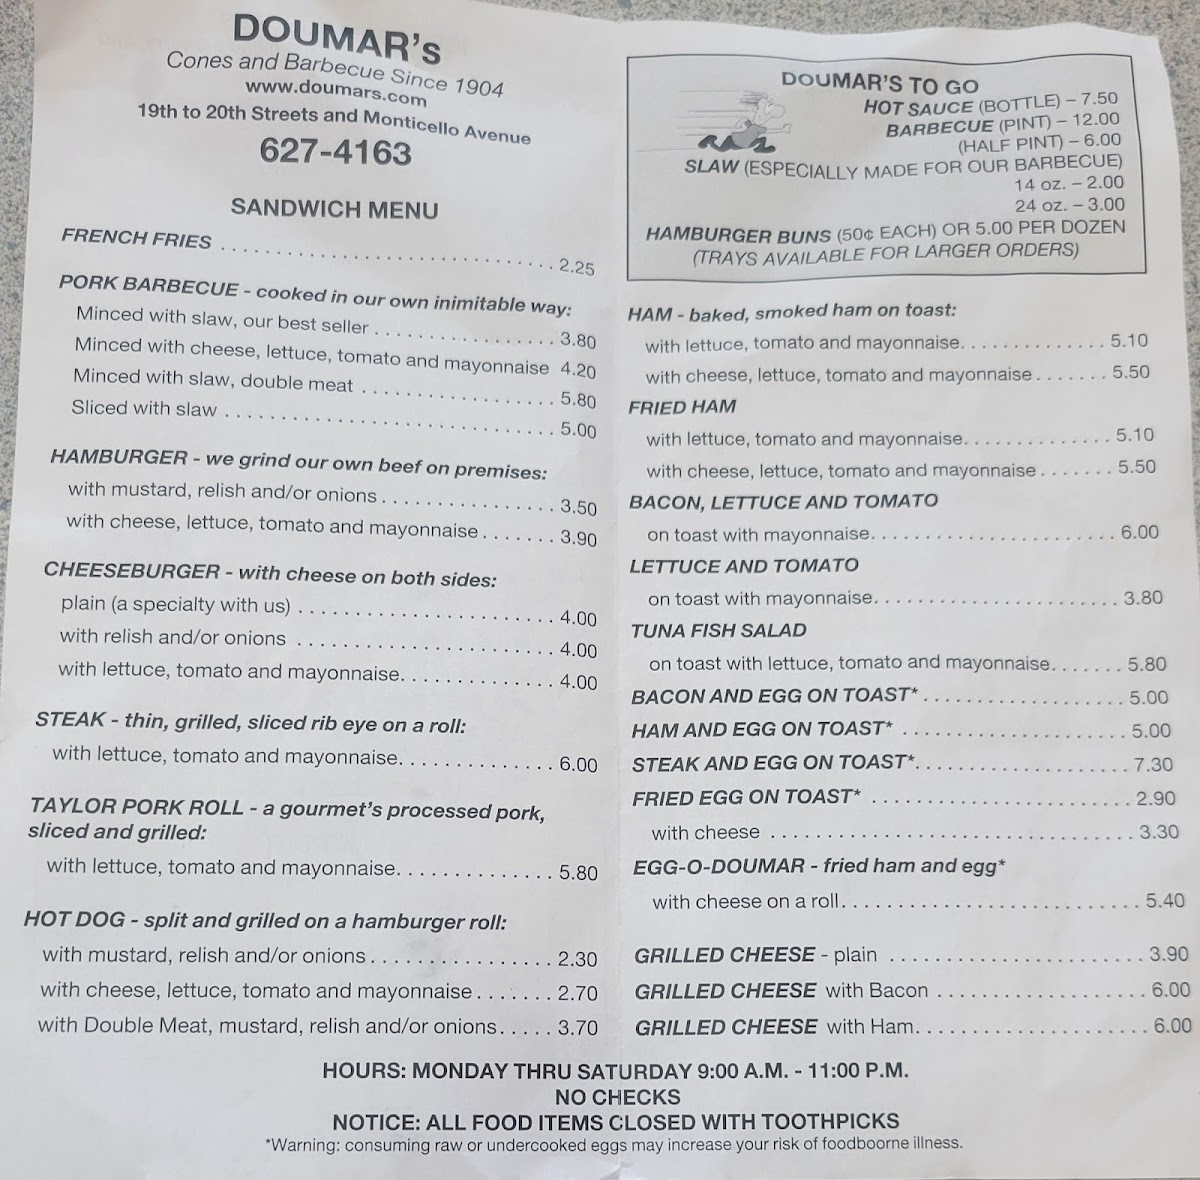 DOUMAR's
Cones and Barbecue Since 1904
www.doumars.com
19th to 20th Streets and Monticello Avenue
627-4163
SANDWICH MENU
FRENCH FRIES . . . . . . . . . . 2.25
PORK BARBECUE - cooked in our own inimitable way:
Minced with slaw, our best seller . . . . . . . . . . 3.80
Minced with cheese, lettuce, tomato and mayonnaise 4.20
Minced with slaw, double meat . . . . . . . . . . 5.80
Sliced with slaw . . . . . . . . . . 5.00
HAMBURGER - we grind our own beef on premises:
with mustard, relish and/or onions . . . . . . . . . . 3.50
with cheese, lettuce, tomato and mayonnaise . . . . . . . 3.90
CHEESEBURGER - with cheese on both sides:
plain (a specialty with us) . . . . . . . . . . 4.00
with relish and/or onions . . . . . . . . . . 4.00
with lettuce, tomato and mayonnaise. . . . . . . . . . 4.00
STEAK - thin, grilled, sliced rib eye on a roll:
with lettuce, tomato and mayonnaise. . . . . . . . . . 6.00
TAYLOR PORK ROLL - a gourmet's processed pork,
sliced and grilled:
with lettuce, tomato and mayonnaise. . . . . . . . . . 5.80
HOT DOG - split and grilled on a hamburger roll:
with mustard, relish and/or onions . . . . . . . . . . 2.30
with cheese, lettuce, tomato and mayonnaise . . . . . . . 2.70
with Double Meat, mustard, relish and/or onions. . . . . 3.70
DOUMAR'S TO GO
HOT SAUCE (BOTTLE) – 7.50
BARBECUE (PINT) – 12.00
(HALF PINT) – 6.00
SLAW (ESPECIALLY MADE FOR OUR BARBECUE)
14 oz. – 2.00
24 oz. – 3.00
HAMBURGER BUNS (50¢ EACH) OR 5.00 PER DOZEN
(TRAYS AVAILABLE FOR LARGER ORDERS)
HAM - baked, smoked ham on toast:
with lettuce, tomato and mayonnaise. . . . . . . . . . 5.10
with cheese, lettuce, tomato and mayonnaise . . . . . . . 5.50
FRIED HAM
with lettuce, tomato and mayonnaise. . . . . . . . . . 5.10
with cheese, lettuce, tomato and mayonnaise . . . . . . . 5.50
BACON, LETTUCE AND TOMATO
on toast with mayonnaise. . . . . . . . . . 6.00
LETTUCE AND TOMATO
on toast with mayonnaise. . . . . . . . . . 3.80
TUNA FISH SALAD
on toast with lettuce, tomato and mayonnaise. . . . . . . 5.80
BACON AND EGG ON TOAST* . . . . . . . . . . 5.00
HAM AND EGG ON TOAST* . . . . . . . . . . 5.00
STEAK AND EGG ON TOAST*. . . . . . . . . . 7.30
FRIED EGG ON TOAST* . . . . . . . . . . 2.90
with cheese . . . . . . . . . . 3.30
EGG-O-DOUMAR - fried ham and egg*
with cheese on a roll. . . . . . . . . . 5.40
GRILLED CHEESE - plain . . . . . . . . . . 3.90
GRILLED CHEESE with Bacon . . . . . . . . . . 6.00
GRILLED CHEESE with Ham. . . . . . . . . . 6.00
HOURS: MONDAY THRU SATURDAY 9:00 A.M. - 11:00 P.M.
NO CHECKS
NOTICE: ALL FOOD ITEMS CLOSED WITH TOOTHPICKS
*Warning: consuming raw or undercooked eggs may increase your risk of foodboorne illness.